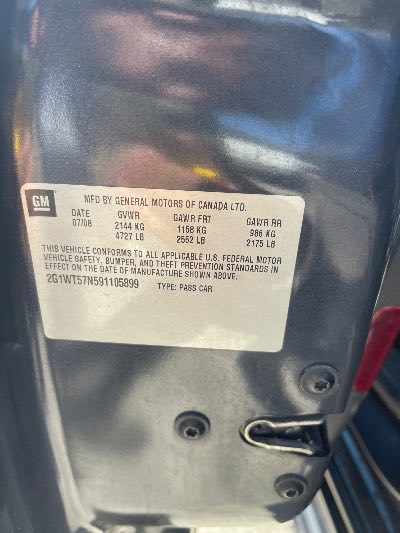 GM
MFD BY GENERAL MOTORS OF CANADA LTD.
DATE GVWR GAWR FRT GAWR RR
07/08 2144 KG 1158 KG 986 KG
4727 LB 2552 LB 2175 LB
THIS VEHICLE CONFORMS TO ALL APPLICABLE U.S. FEDERAL MOTOR
VEHICLE SAFETY, BUMPER, AND THEFT PREVENTION STANDARDS IN
EFFECT ON THE DATE OF MANUFACTURE SHOWN ABOVE.
2G1WT57N591105899 TYPE: PASS CAR